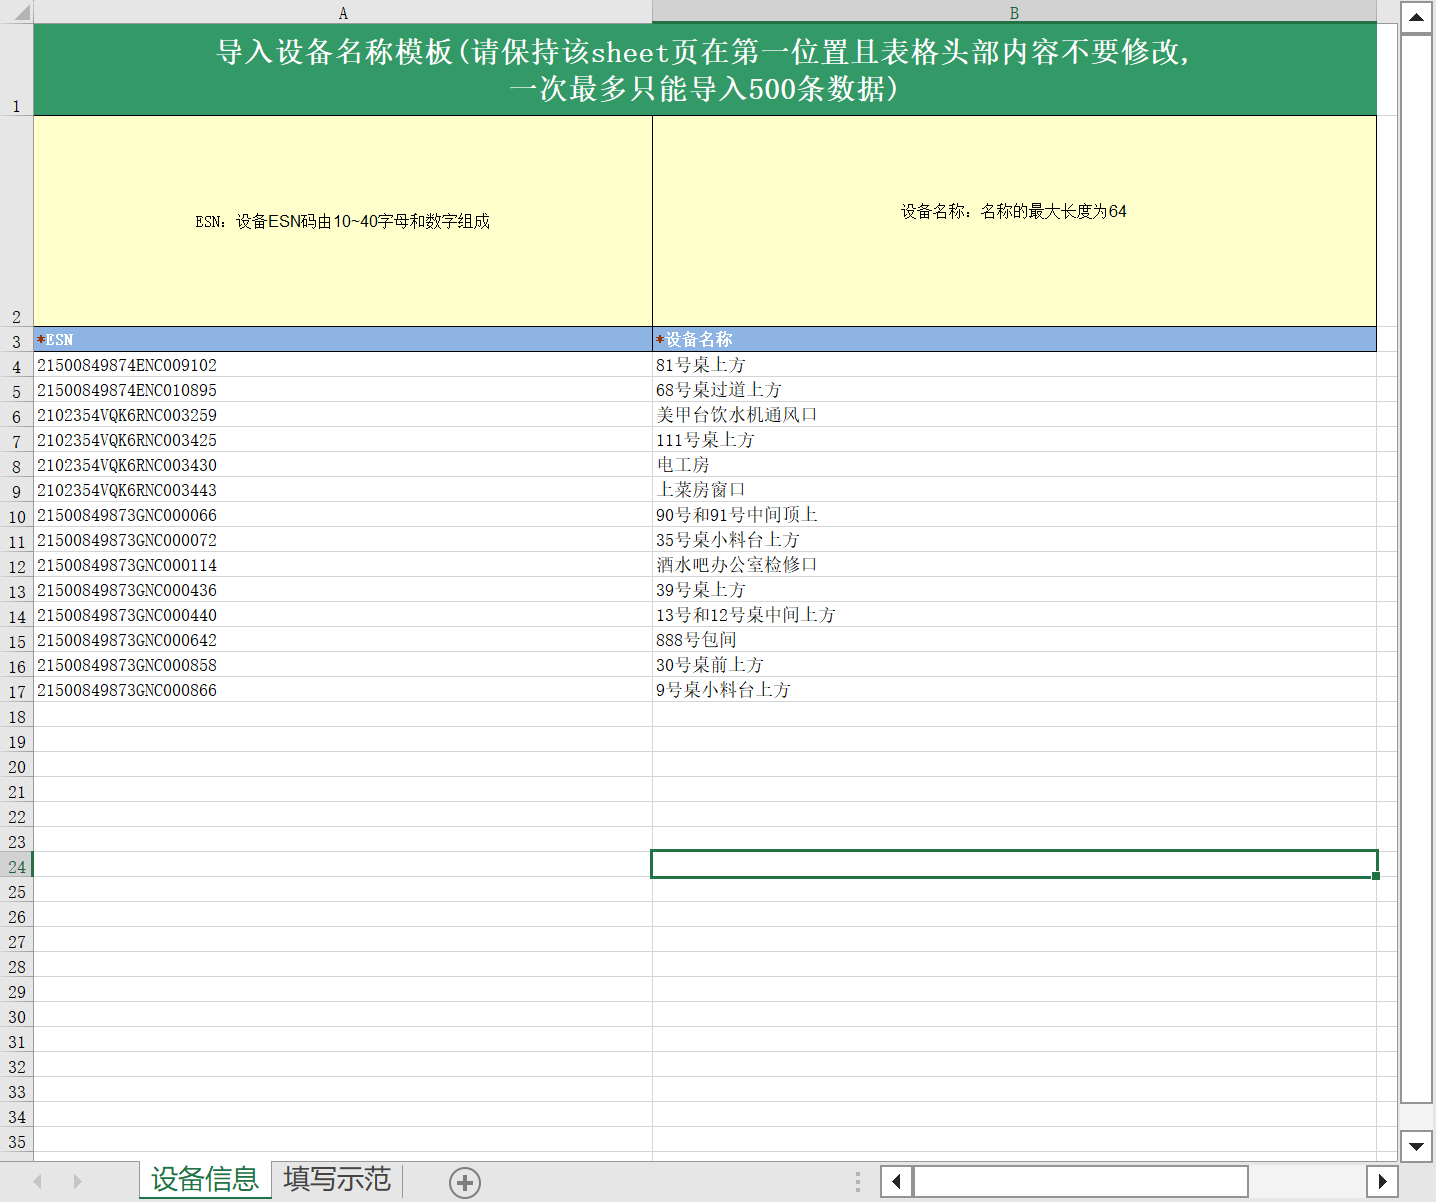 A B
1 导入设备名称模板(请保持该sheet页在第一位置且表格头部内容不要修改,
一次最多只能导入500条数据)
2 ESN：设备ESN码由10~40字母和数字组成 设备名称：名称的最大长度为64
3 *ESN *设备名称
4 21500849874ENC009102 81号桌上方
5 21500849874ENC010895 68号桌过道上方
6 2102354VQK6RNC003259 美甲台饮水机通风口
7 2102354VQK6RNC003425 111号桌上方
8 2102354VQK6RNC003430 电工房
9 2102354VQK6RNC003443 上菜房窗口
10 21500849873GNC000066 90号和91号中间顶上
11 21500849873GNC000072 35号桌小料台上方
12 21500849873GNC000114 酒水吧办公室检修口
13 21500849873GNC000436 39号桌上方
14 21500849873GNC000440 13号和12号桌中间上方
15 21500849873GNC000642 888号包间
16 21500849873GNC000858 30号桌前上方
17 21500849873GNC000866 9号桌小料台上方
18
19
20
21
22
23
24
25
26
27
28
29
30
31
32
33
34
35
设备信息 填写示范